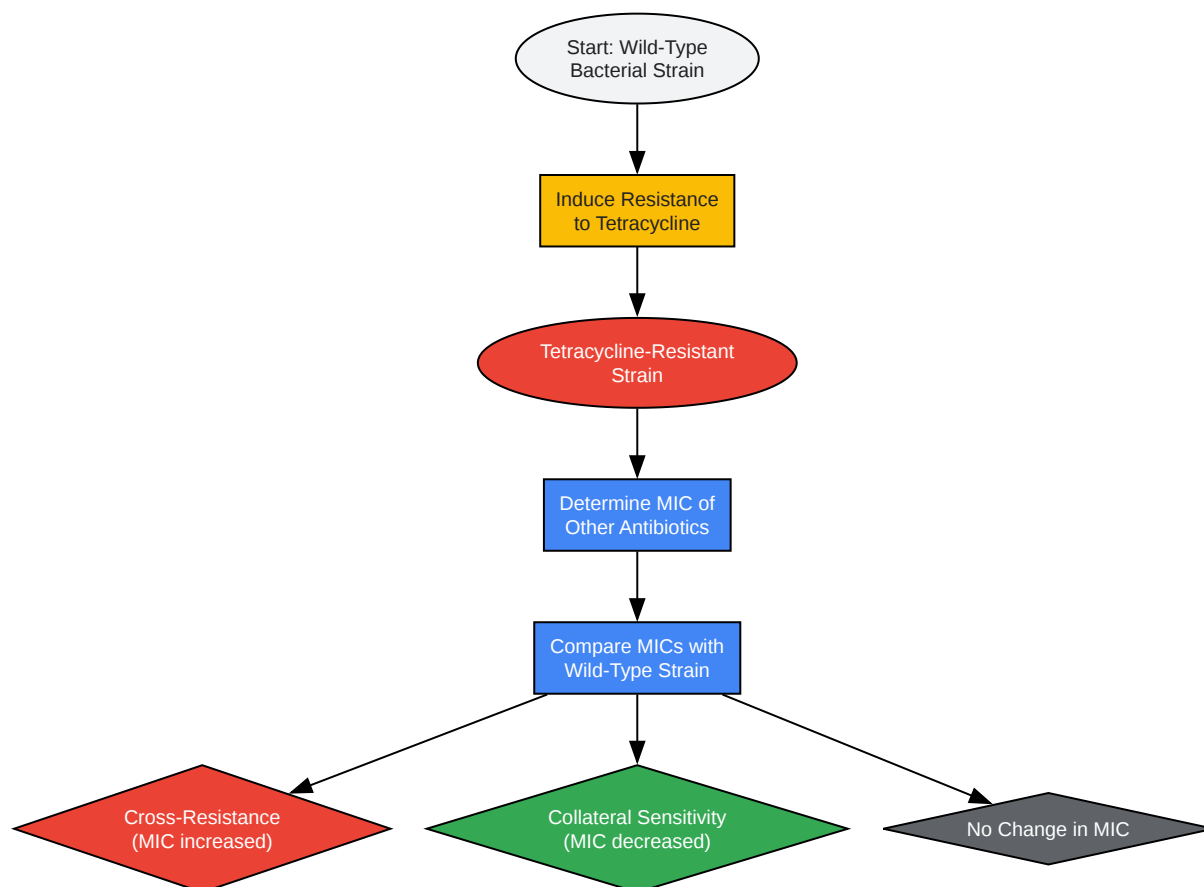 Start: Wild-Type
Bacterial Strain
Induce Resistance
to Tetracycline
Tetracycline-Resistant
Strain
Determine MIC of
Other Antibiotics
Compare MICs with
Wild-Type Strain
Cross-Resistance
(MIC increased)
Collateral Sensitivity
(MIC decreased)
No Change in MIC